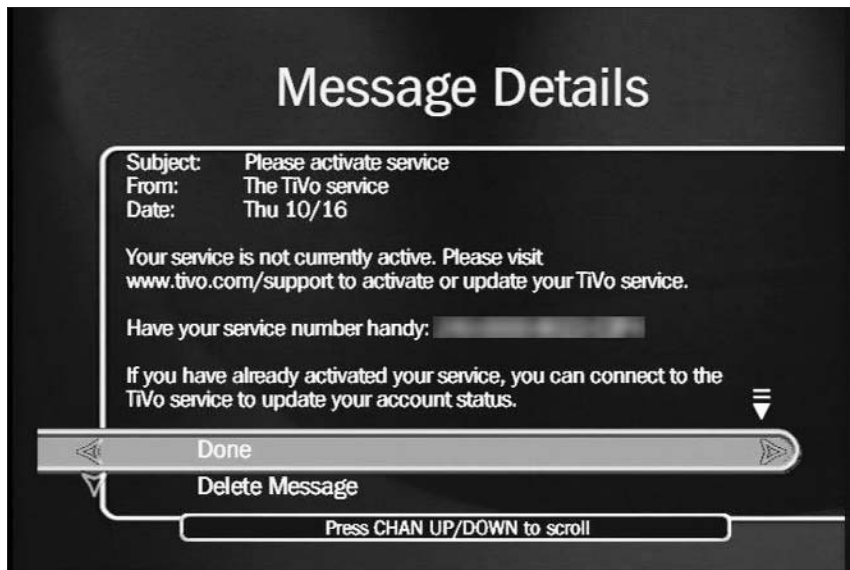 Message Details
Subject: Please activate service
From: The TiVo service
Date: Thu 10/16
Your service is not currently active. Please visit
www.tivo.com/support to activate or update your TiVo service.
Have your service number handy:
If you have already activated your service, you can connect to the
TiVo service to update your account status.
Done
Delete Message
Press CHAN UP/DOWN to scroll